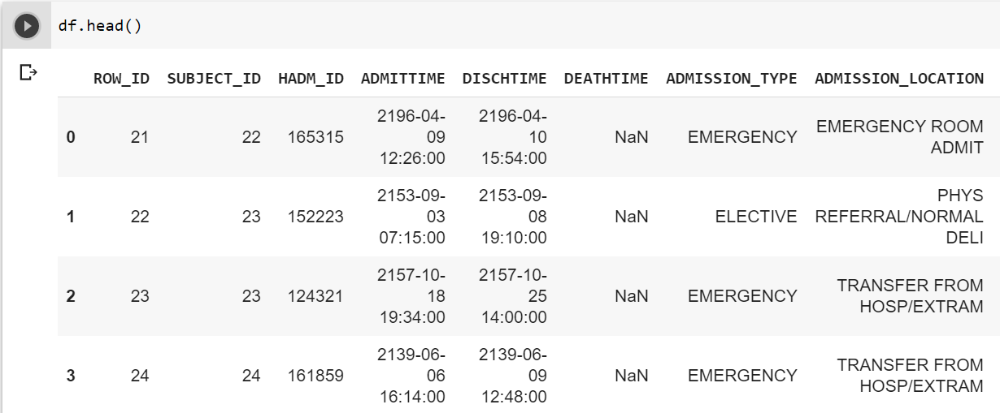 df.head()
ROW_ID SUBJECT_ID HADM_ID ADMITTIME DISCHTIME DEATHTIME ADMISSION_TYPE ADMISSION_LOCATION
2196-04- 2196-04-
EMERGENCY ROOM
0 21 22 165315 09 10 NaN EMERGENCY
ADMIT
12:26:00 15:54:00
2153-09- 2153-09- PHYS
1 22 23 152223 03 08 NaN ELECTIVE REFERRAL/NORMAL
07:15:00 19:10:00 DELI
2157-10- 2157-10-
TRANSFER FROM
2 23 23 124321 18 25 NaN EMERGENCY
HOSP/EXTRAM
19:34:00 14:00:00
2139-06- 2139-06-
TRANSFER FROM
3 24 24 161859 06 09 NaN EMERGENCY
HOSP/EXTRAM
16:14:00 12:48:00